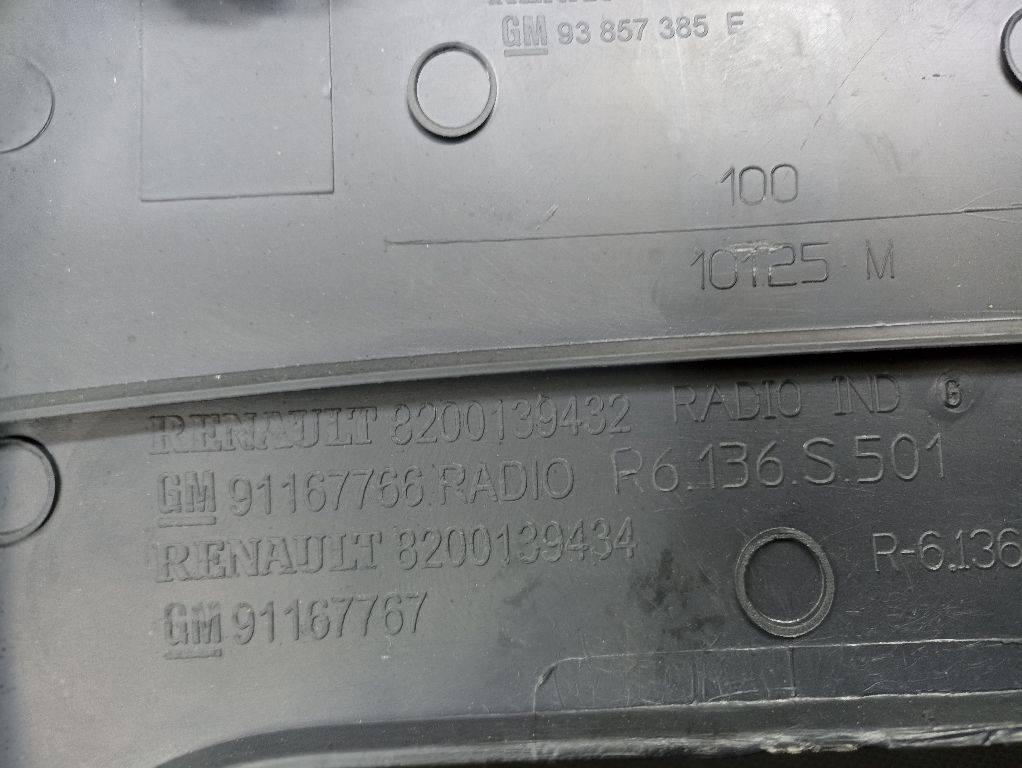 GM 93 857 385 E
100
10125 M
RENAULT 8200139432 RADIO IND G
GM 91167766 RADIO R6.136.S.501
RENAULT 8200139434
R-6.136
GM 91167767